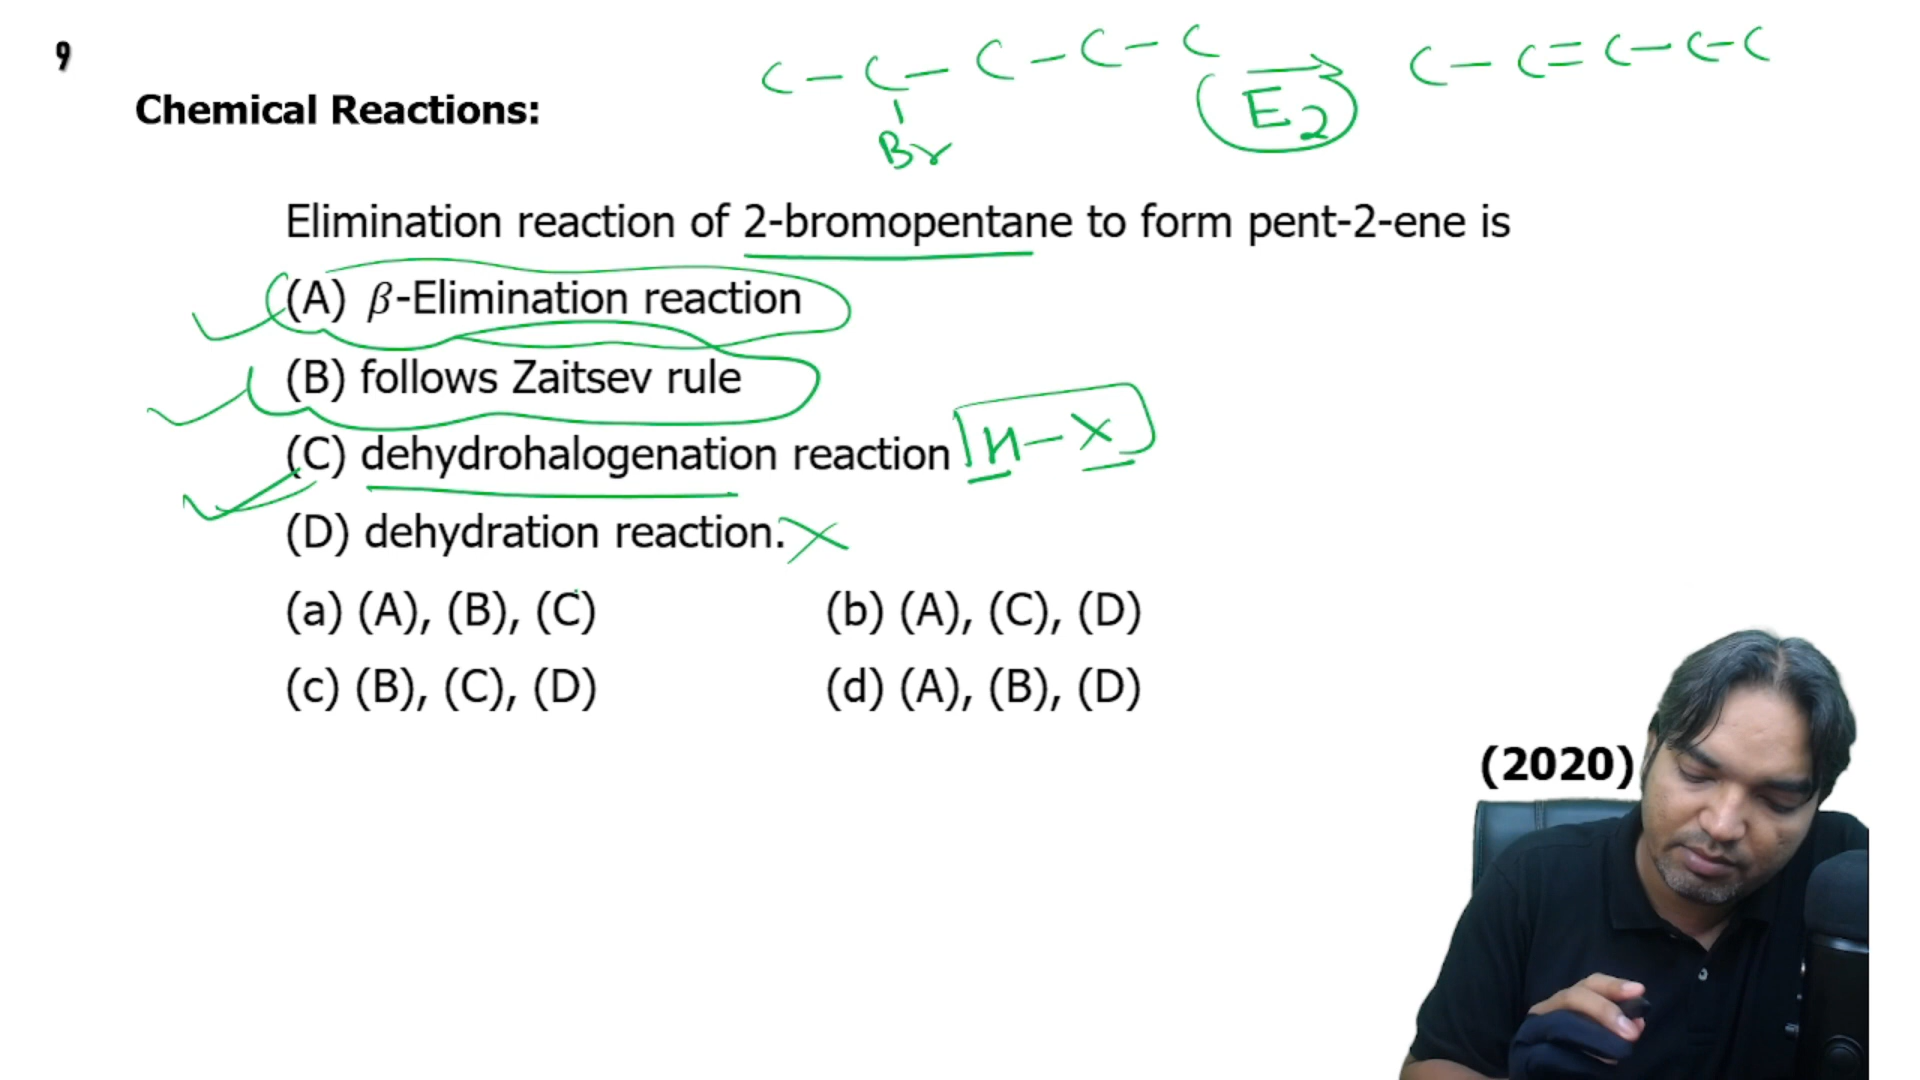 9
C - C - C - C - C → C - C = C - C - C
Br
E2
Chemical Reactions:
Elimination reaction of 2-bromopentane to form pent-2-ene is
(A) β-Elimination reaction
(B) follows Zaitsev rule
(C) dehydrohalogenation reaction H-X
(D) dehydration reaction. X
(a) (A), (B), (C) (b) (A), (C), (D)
(c) (B), (C), (D) (d) (A), (B), (D)
(2020)